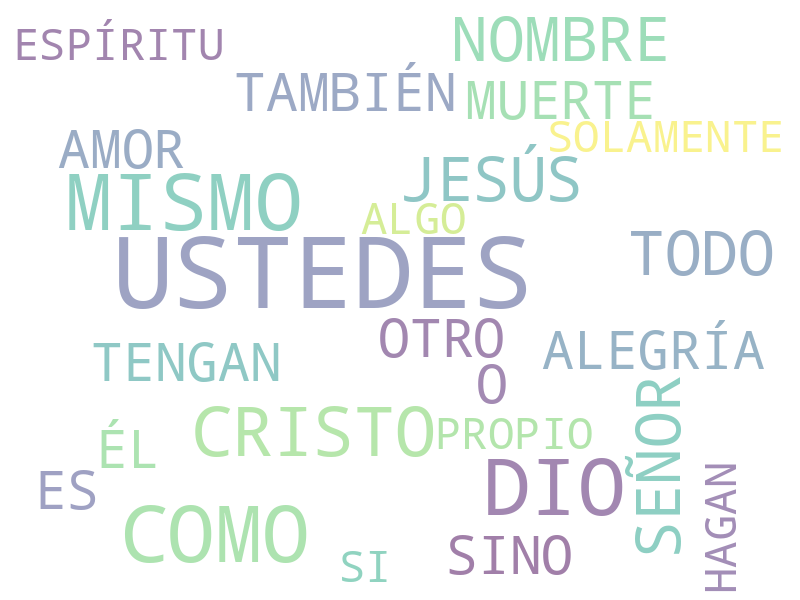 ESPÍRITU
NOMBRE
TAMBIÉN
MUERTE
SOLAMENTE
AMOR
JESÚS
MISMO
ALGO
TODO
USTEDES
OTRO
ALEGRÍA
TENGAN
O
SEÑOR
CRISTO
PROPIO
ÉL
DIO
HAGAN
ES
COMO
SINO
SI